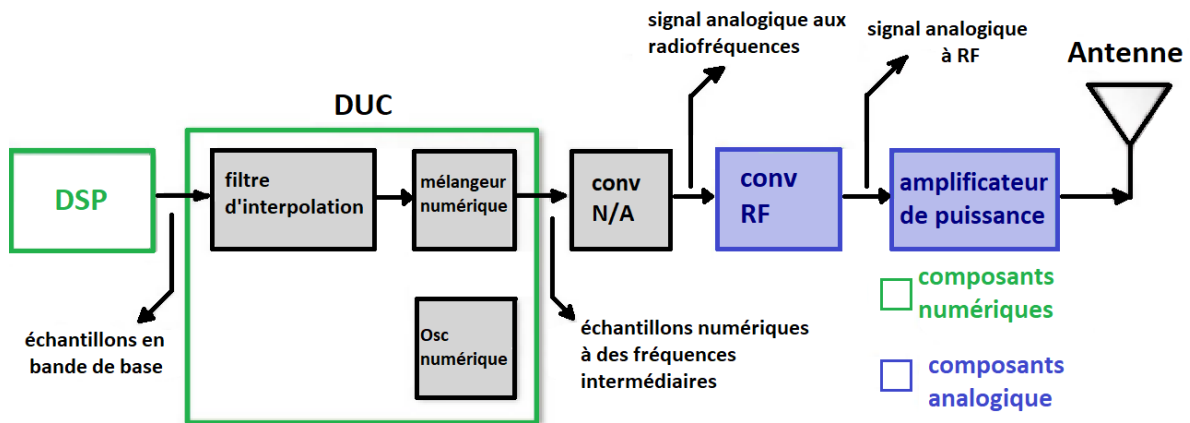 signal analogique aux
radiofréquences
signal analogique
à RF
Antenne
DUC
DSP
filtre
d'interpolation
mélangeur
numérique
conv
N/A
conv
RF
amplificateur
de puissance
échantillons en
bande de base
Osc
numérique
échantillons numériques
à des fréquences
intermédiaires
composants
numériques
composants
analogique